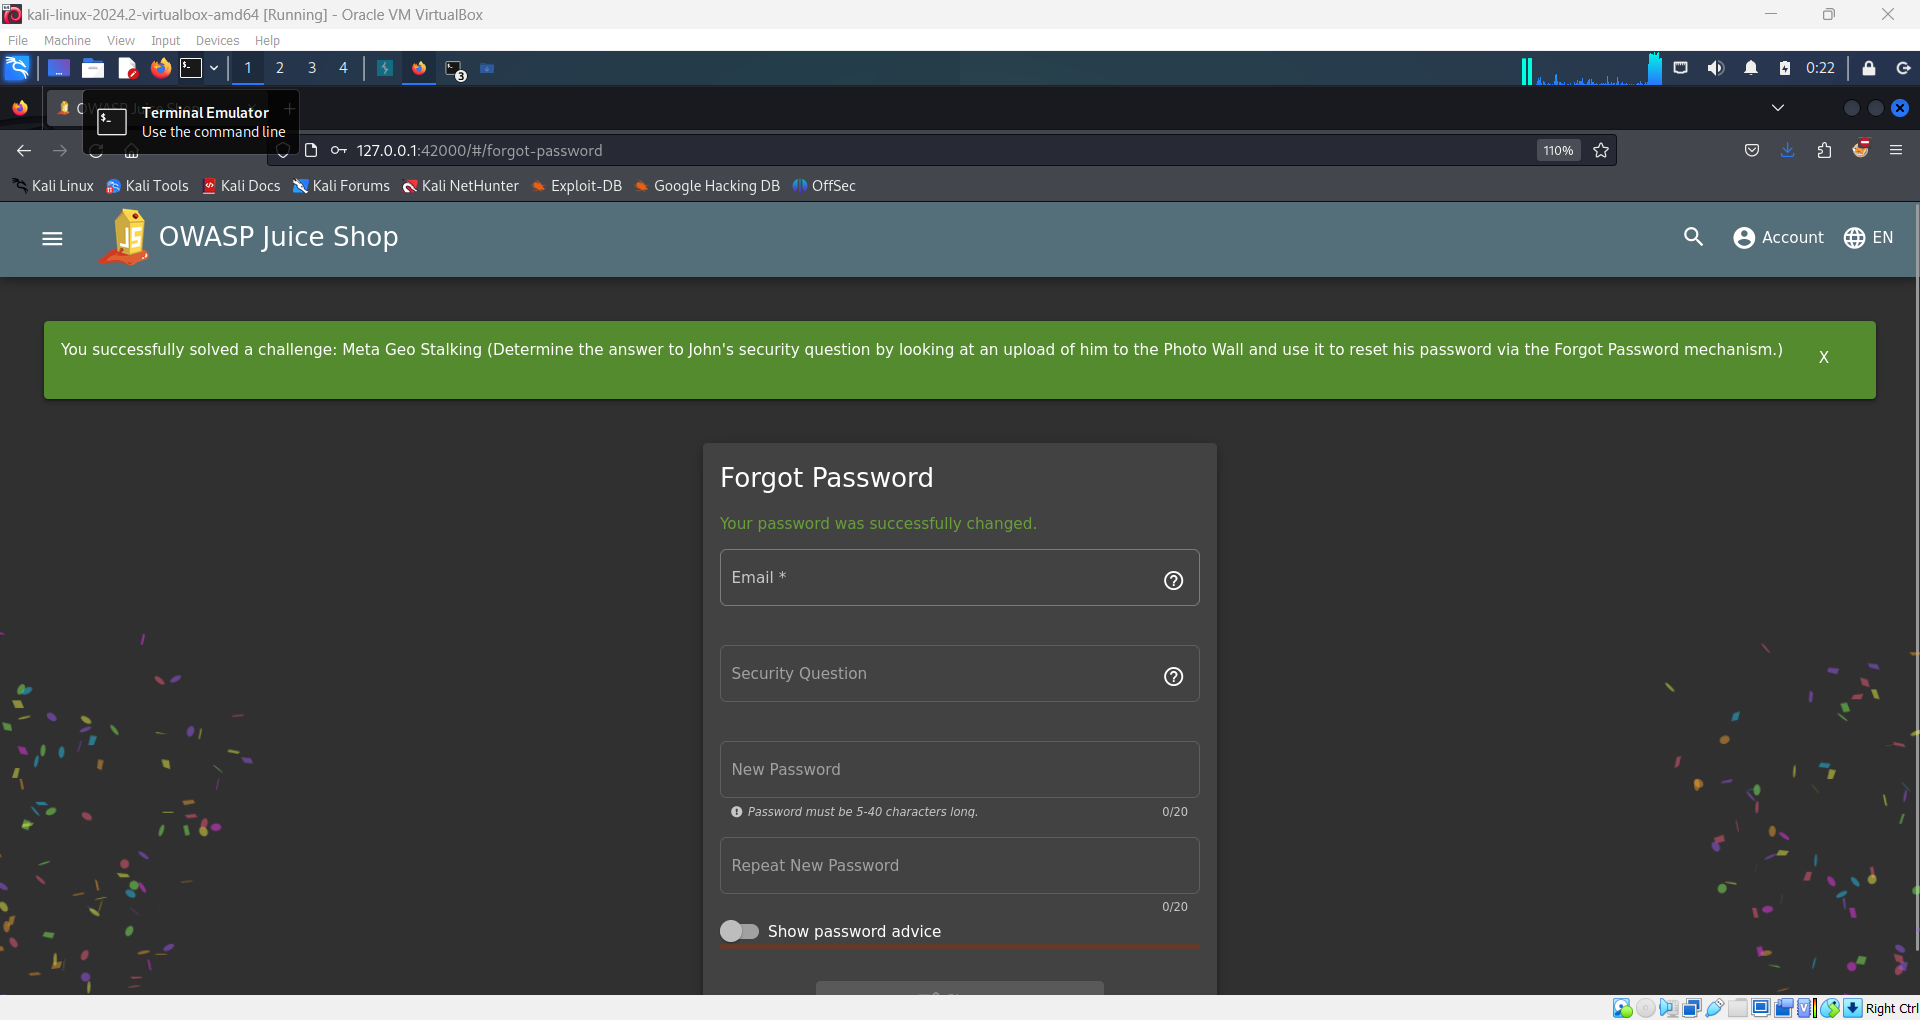 kali-linux-2024.2-virtualbox-amd64 [Running] - Oracle VM VirtualBox
File Machine View Input Devices Help
1 2 3 4 3 0:22
Terminal Emulator
Use the command line
127.0.0.1:42000/#/forgot-password 110%
Kali Linux Kali Tools Kali Docs Kali Forums Kali NetHunter Exploit-DB Google Hacking DB OffSec
OWASP Juice Shop Account EN
You successfully solved a challenge: Meta Geo Stalking (Determine the answer to John's security question by looking at an upload of him to the Photo Wall and use it to reset his password via the Forgot Password mechanism.) X
Forgot Password
Your password was successfully changed.
Email *
Security Question
New Password
Password must be 5-40 characters long. 0/20
Repeat New Password
0/20
Show password advice
Right Ctrl